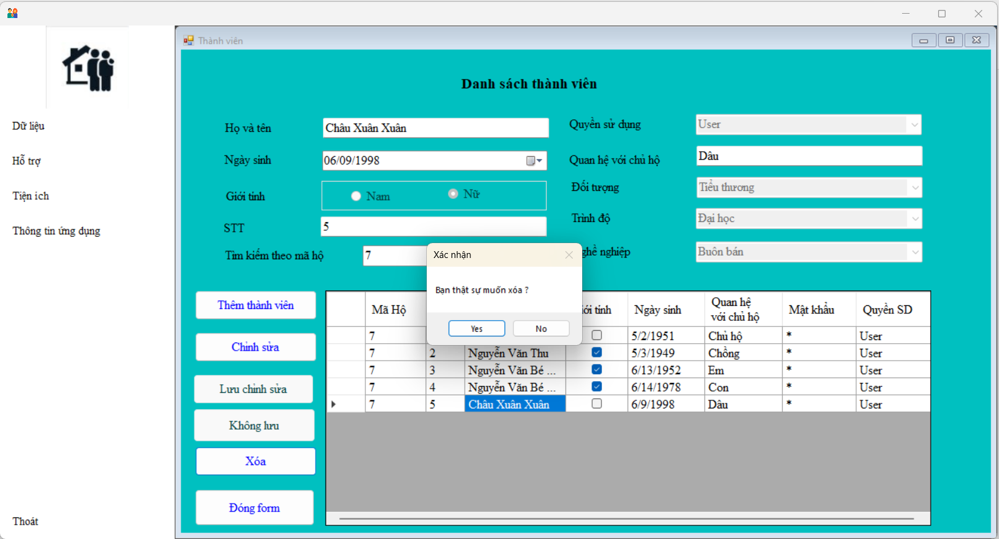 Thành viên
Danh sách thành viên
Dữ liệu
Hỗ trợ
Tiện ích
Thông tin ứng dụng
Thoát
Họ và tên
Châu Xuân Xuân
Ngày sinh
06/09/1998
Giới tính
Nam
Nữ
STT
5
Tìm kiếm theo mã hộ
7
Quyền sử dụng
User
Quan hệ với chủ hộ
Dâu
Đối tượng
Tiểu thương
Trình độ
Đại học
nghiệp
Buôn bán
Xác nhận
Bạn thật sự muốn xóa ?
Yes
No
Thêm thành viên
Chỉnh sửa
Lưu chỉnh sửa
Không lưu
Xóa
Đóng form
Mã Hộ tính Ngày sinh Quan hệ với chủ hộ Mật khẩu Quyền SD
7 5/2/1951 Chủ hộ * User
7 2 Nguyễn Văn Thu 5/3/1949 Chồng * User
7 3 Nguyễn Văn Bé ... 6/13/1952 Em * User
7 4 Nguyễn Văn Bé ... 6/14/1978 Con * User
7 5 Châu Xuân Xuân 6/9/1998 Dâu * User